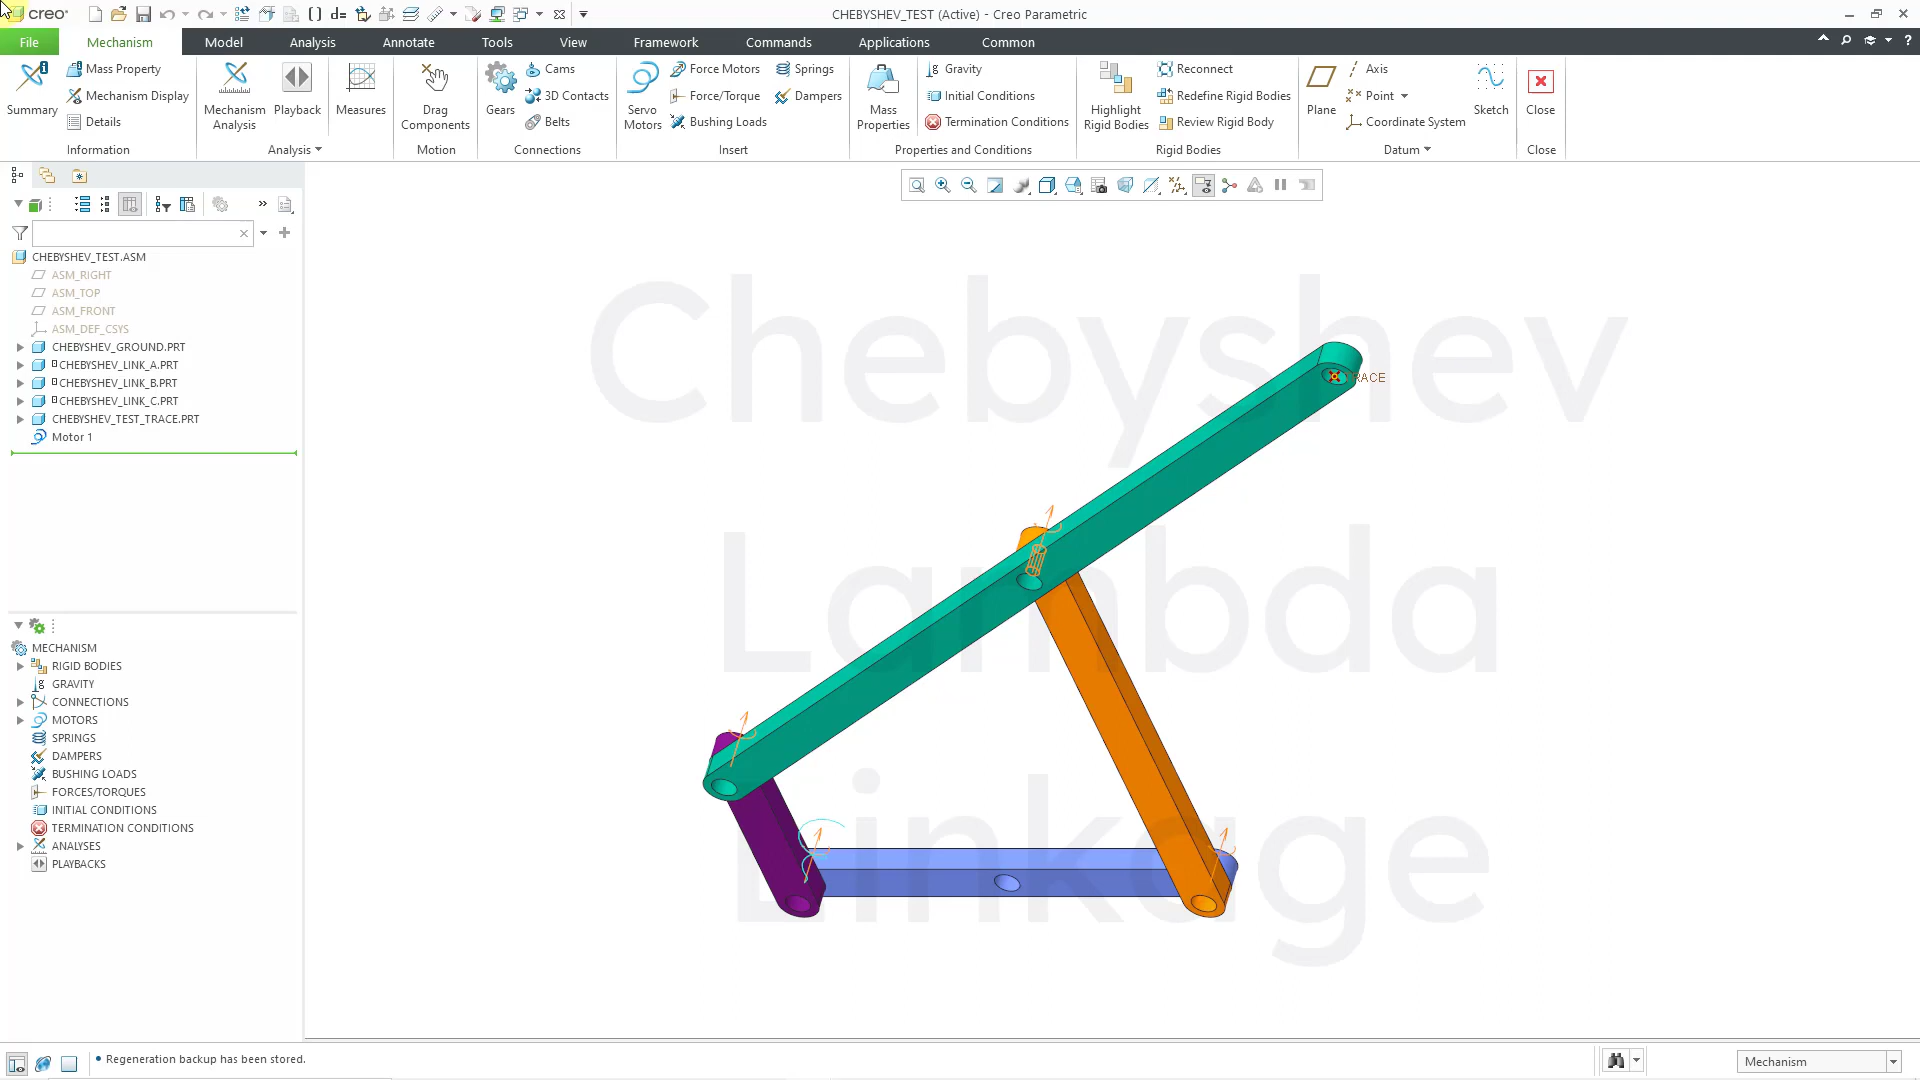 creo
CHEBYSHEV_TEST (Active) - Creo Parametric
File
Mechanism
Model
Analysis
Annotate
Tools
View
Framework
Commands
Applications
Common
Summary
Mass Property
Mechanism Display
Details
Information
Mechanism
Analysis
Playback
Analysis
Measures
Drag
Components
Motion
Gears
Cams
3D Contacts
Belts
Connections
Servo
Motors
Force Motors
Force/Torque
Bushing Loads
Springs
Dampers
Insert
Mass
Properties
Gravity
Initial Conditions
Termination Conditions
Properties and Conditions
Highlight
Rigid Bodies
Reconnect
Redefine Rigid Bodies
Review Rigid Body
Rigid Bodies
Plane
Axis
Point
Coordinate System
Sketch
Datum
Close
Close
CHEBYSHEV_TEST.ASM
ASM_RIGHT
ASM_TOP
ASM_FRONT
ASM_DEF_CSYS
CHEBYSHEV_GROUND.PRT
CHEBYSHEV_LINK_A.PRT
CHEBYSHEV_LINK_B.PRT
CHEBYSHEV_LINK_C.PRT
CHEBYSHEV_TEST_TRACE.PRT
Motor 1
MECHANISM
RIGID BODIES
GRAVITY
CONNECTIONS
MOTORS
SPRINGS
DAMPERS
BUSHING LOADS
FORCES/TORQUES
INITIAL CONDITIONS
TERMINATION CONDITIONS
ANALYSES
PLAYBACKS
Chebyshev
Lambda
Linkage
TRACE
Regeneration backup has been stored.
Mechanism